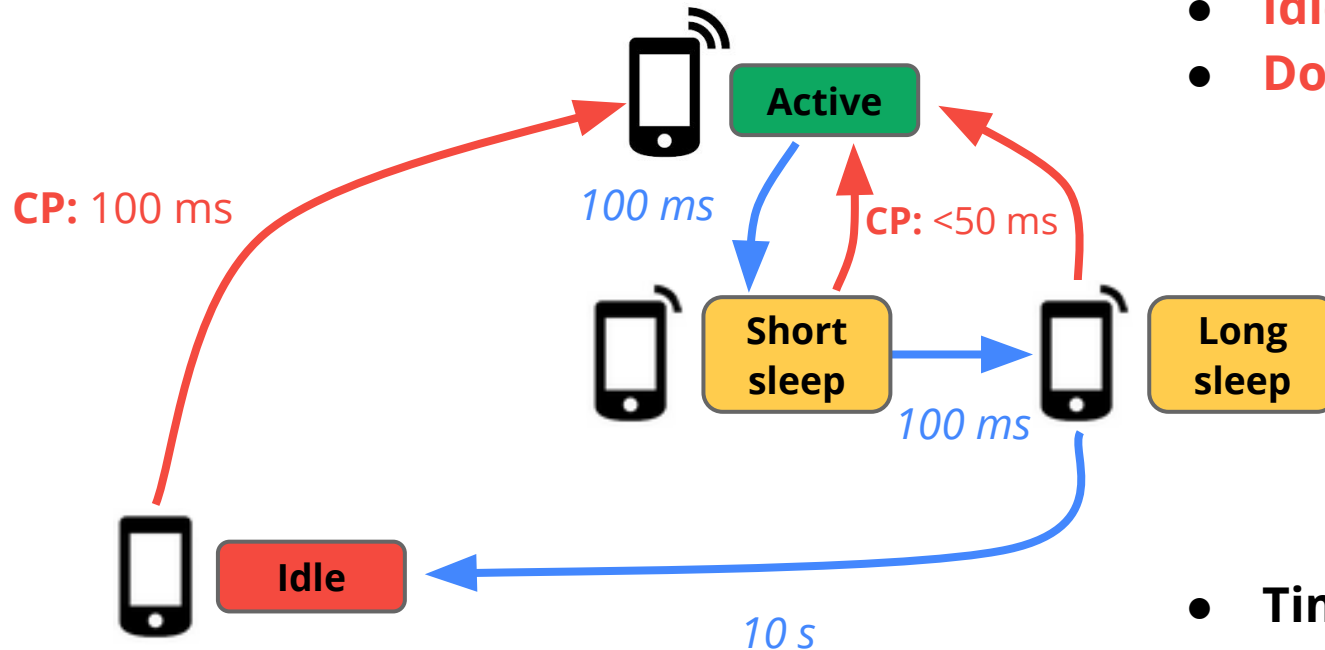 Active
CP: 100 ms
100 ms
CP: <50 ms
Short
sleep
Long
sleep
100 ms
Idle
10 s